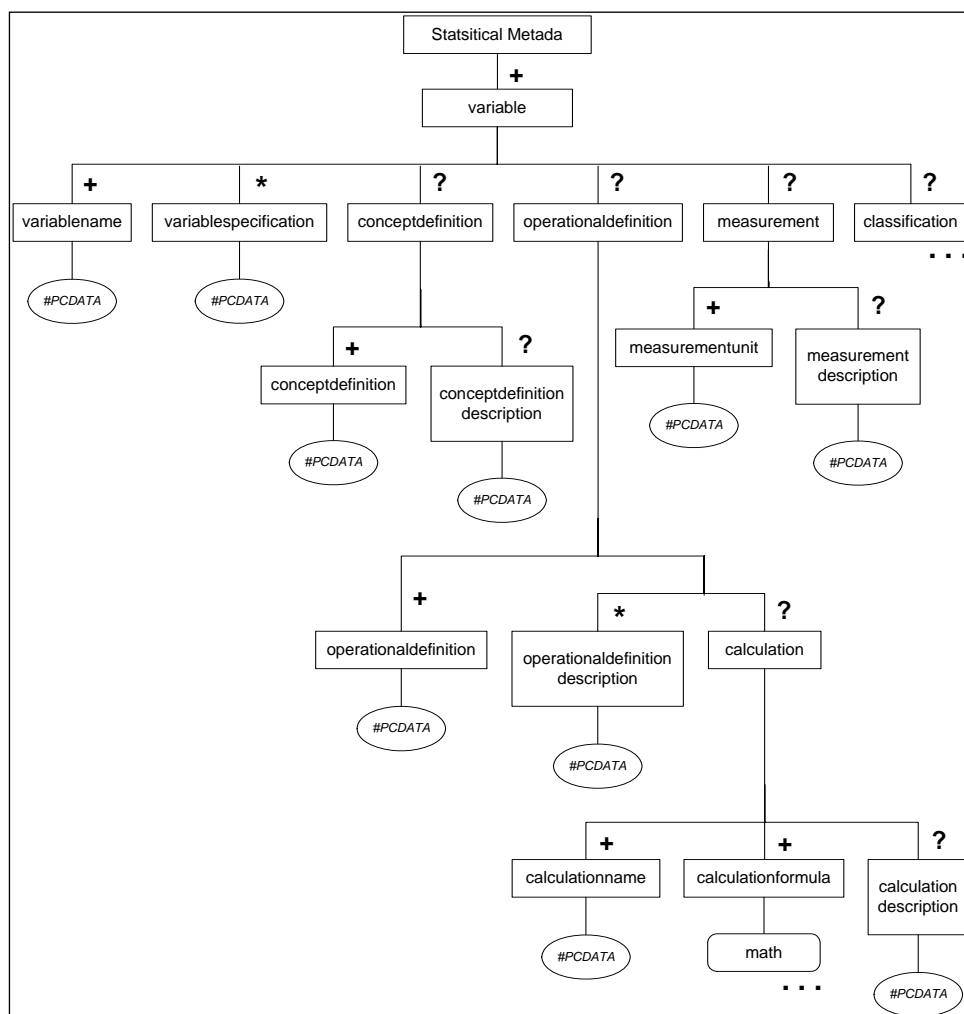 Statsitical Metada
+
variable
+ * ? ? ? ?
variablename variablespecification conceptdefinition operationaldefinition measurement classification
. . .
#PCDATA #PCDATA
+ ? + ?
conceptdefinition conceptdefinition description measurementunit measurement description
#PCDATA #PCDATA #PCDATA #PCDATA
+ * ?
operationaldefinition operationaldefinition description calculation
#PCDATA #PCDATA
+ + ?
calculationname calculationformula calculation description
#PCDATA math #PCDATA
. . .